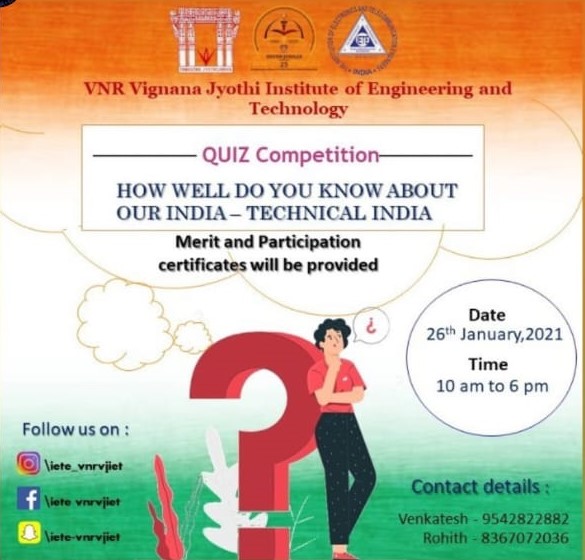 VNR Vignana Jyothi Institute of Engineering and
Technology
QUIZ Competition
HOW WELL DO YOU KNOW ABOUT
OUR INDIA – TECHNICAL INDIA
Merit and Participation
certificates will be provided
¿
Date
26th January,2021
Time
10 am to 6 pm
Follow us on :
\iete_vnrvjiet
\iete vnrvjiet
\iete-vnrvjiet
Contact details :
Venkatesh - 9542822882
Rohith - 8367072036